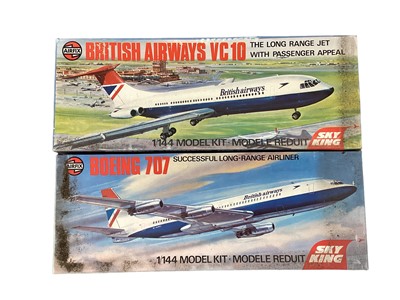 AIRFIX
BRITISH AIRWAYS VC10
THE LONG RANGE JET
WITH PASSENGER APPEAL
British airways
1:144 MODEL KIT · MODELE REDUIT
SKY
KING
AIRFIX
BOEING 707
SUCCESSFUL LONG-RANGE AIRLINER
British airways
1:144 MODEL KIT · MODELE REDUIT
SKY
KING